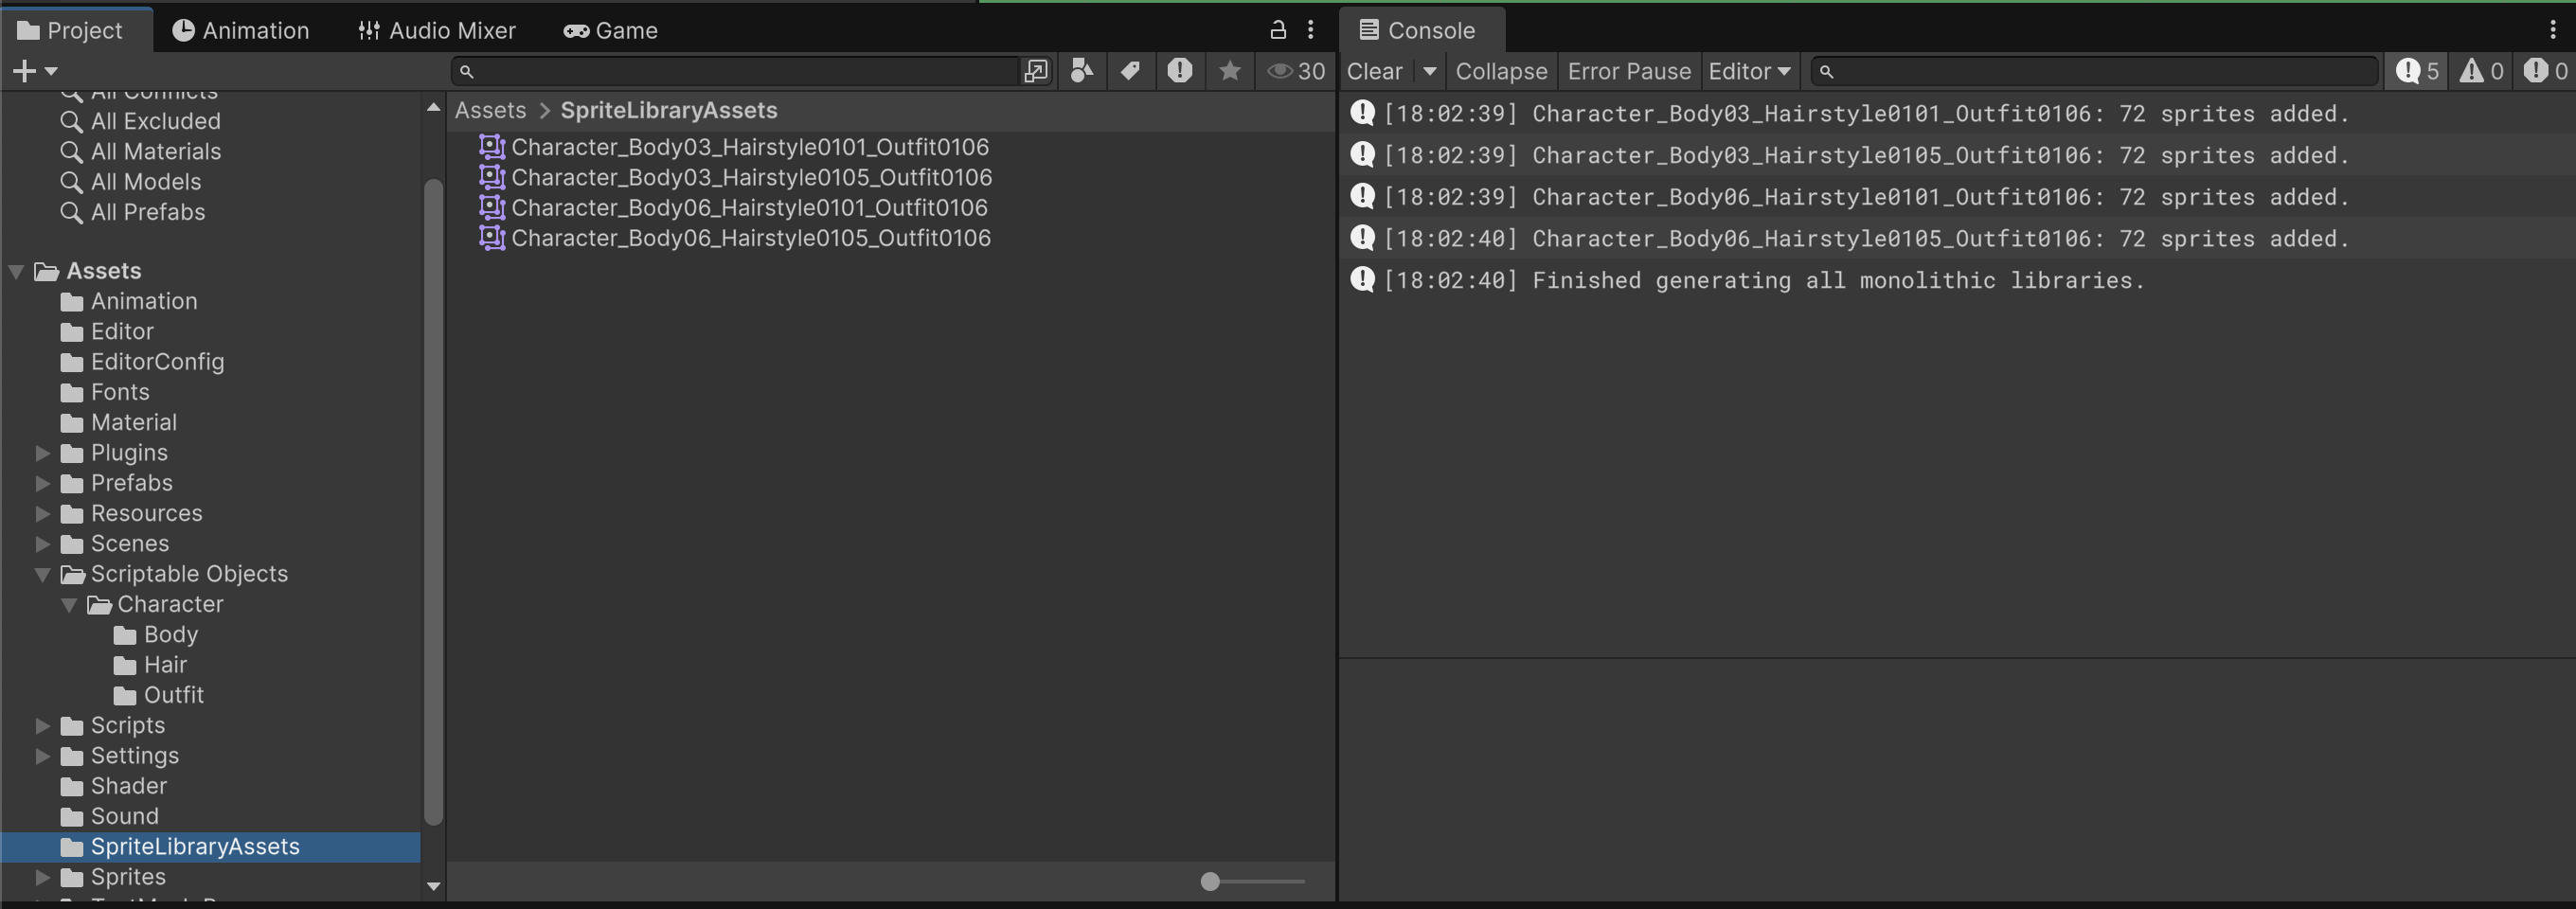 Project
Animation
Audio Mixer
Game
30
All Conflicts
All Excluded
All Materials
All Models
All Prefabs
Assets
Animation
Editor
EditorConfig
Fonts
Material
Plugins
Prefabs
Resources
Scenes
Scriptable Objects
Character
Body
Hair
Outfit
Scripts
Settings
Shader
Sound
SpriteLibraryAssets
Sprites
Assets > SpriteLibraryAssets
Character_Body03_Hairstyle0101_Outfit0106
Character_Body03_Hairstyle0105_Outfit0106
Character_Body06_Hairstyle0101_Outfit0106
Character_Body06_Hairstyle0105_Outfit0106
Console
Clear
Collapse
Error Pause
Editor
5
0
0
[18:02:39] Character_Body03_Hairstyle0101_Outfit0106: 72 sprites added.
[18:02:39] Character_Body03_Hairstyle0105_Outfit0106: 72 sprites added.
[18:02:39] Character_Body06_Hairstyle0101_Outfit0106: 72 sprites added.
[18:02:40] Character_Body06_Hairstyle0105_Outfit0106: 72 sprites added.
[18:02:40] Finished generating all monolithic libraries.